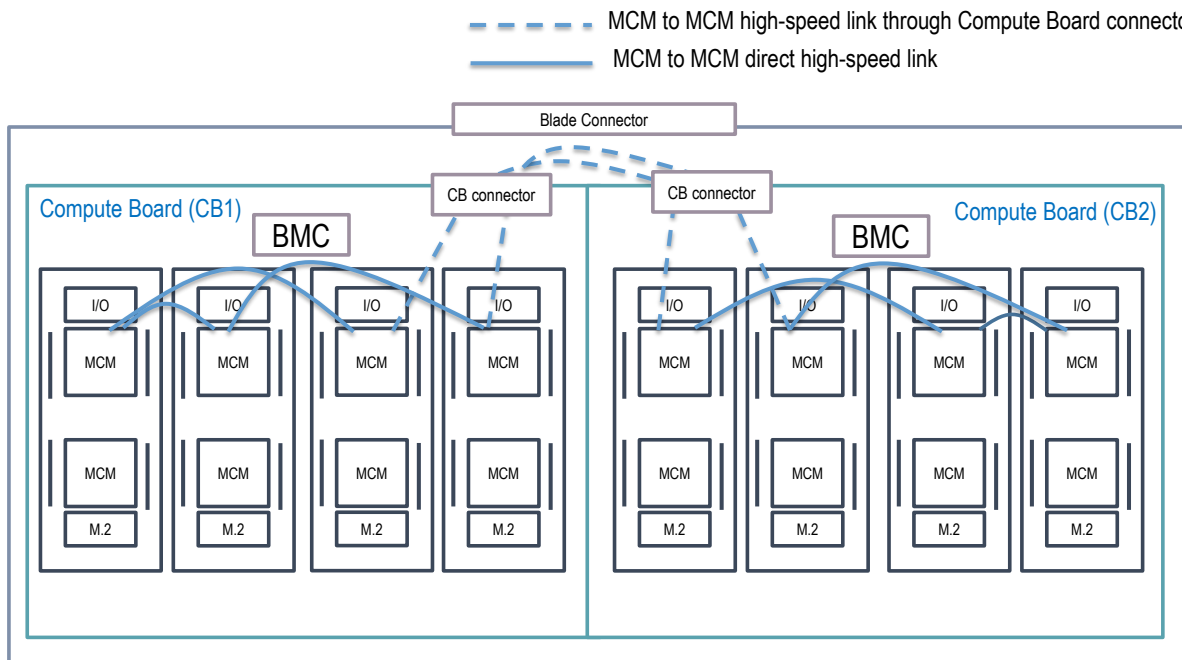 MCM to MCM high-speed link through Compute Board connecto
MCM to MCM direct high-speed link
Blade Connector
CB connector
CB connector
Compute Board (CB1)
Compute Board (CB2)
BMC
BMC
I/O I/O I/O I/O I/O I/O I/O I/O
MCM MCM MCM MCM MCM MCM MCM MCM
MCM MCM MCM MCM MCM MCM MCM MCM
M.2 M.2 M.2 M.2 M.2 M.2 M.2 M.2